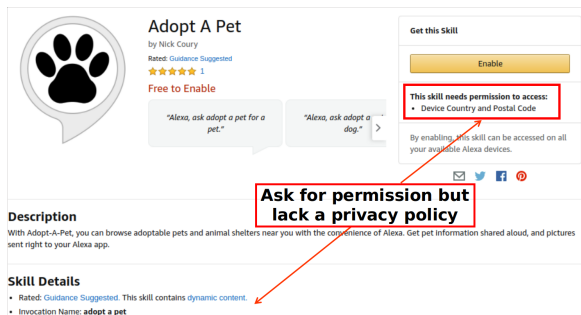 Adopt A Pet
by Nick Coury
Rated: Guidance Suggested
1
Free to Enable
"Alexa, ask adopt a pet for a
pet."
"Alexa, ask adopt a
dog."
Get this Skill
Enable
This skill needs permission to access:
• Device Country and Postal Code
By enabling, this skill can be accessed on all
your available Alexa devices.
Ask for permission but
lack a privacy policy
Description
With Adopt-A-Pet, you can browse adoptable pets and animal shelters near you with the convenience of Alexa. Get pet information shared aloud, and pictures
sent right to your Alexa app.
Skill Details
• Rated: Guidance Suggested. This skill contains dynamic content.
• Invocation Name: adopt a pet